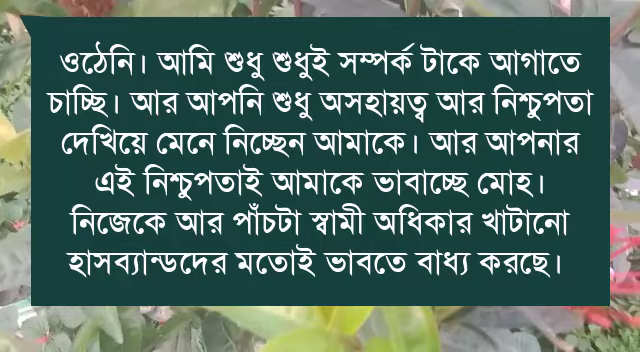 ওঠেনি। আমি শুধু শুধুই সম্পর্ক টাকে আগাতে
চাচ্ছি। আর আপনি শুধু অসহায়ত্ব আর নিশ্চুপতা
দেখিয়ে মেনে নিচ্ছেন আমাকে। আর আপনার
এই নিশ্চুপতাই আমাকে ভাবাচ্ছে মোহ।
নিজেকে আর পাঁচটা স্বামী অধিকার খাটানো
হাসব্যান্ডদের মতোই ভাবতে বাধ্য করছে।